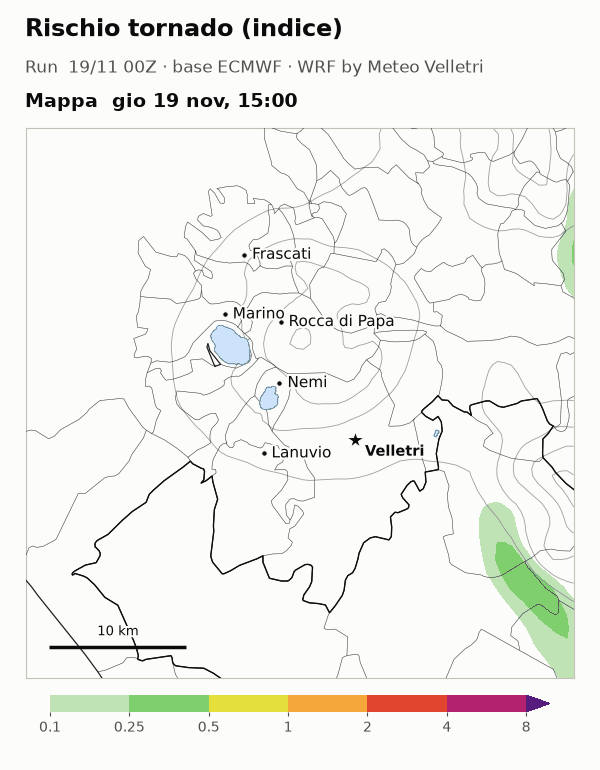 Rischio tornado (indice)
Run  19/11 00Z · base ECMWF · WRF by Meteo Velletri
Mappa  gio 19 nov, 15:00
Frascati
Marino
Rocca di Papa
Nemi
Velletri
Lanuvio
10 km
0.1 0.25 0.5 1 2 4 8